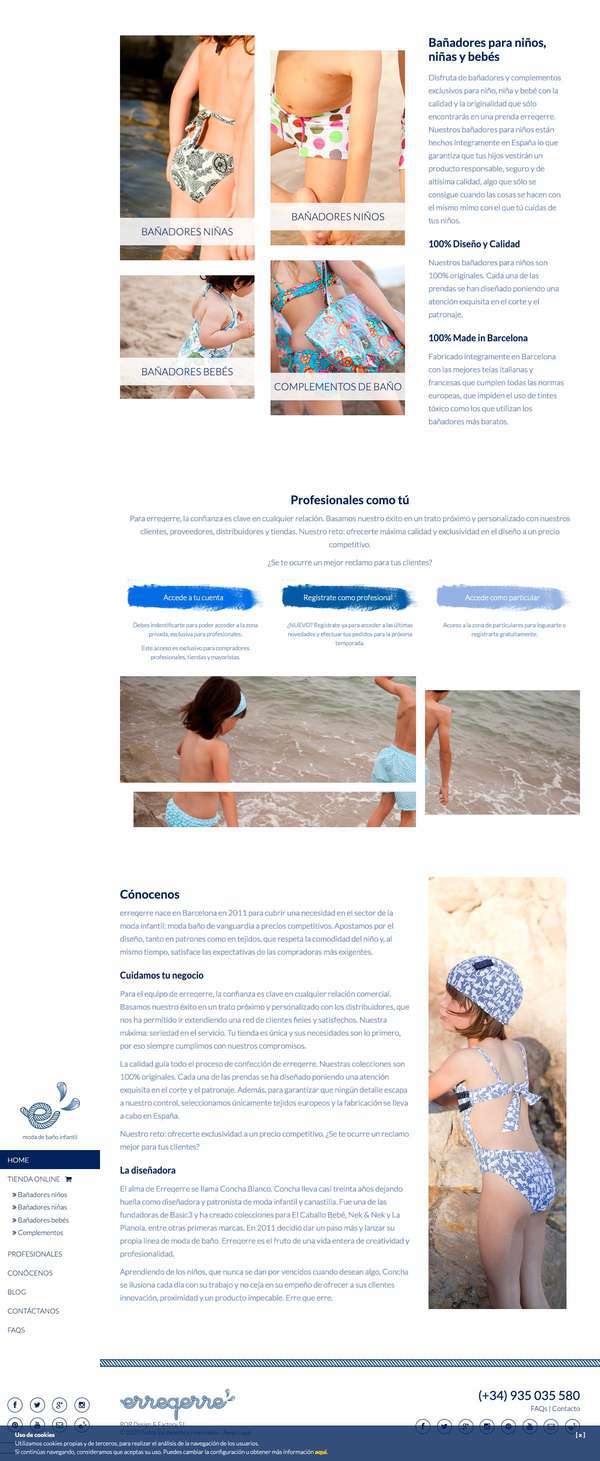 Bañadores para niños,
niñas y bebés
Disfruta de bañadores y complementos
exclusivos para niño, niña y bebé con la
calidad y la originalidad que sólo
encontrarás en una prenda erreqerre.
Nuestros bañadores para niños están
hechos íntegramente en España lo que
garantiza que tus hijos vestirán un
producto responsable, seguro y de
altísima calidad, algo que sólo se
consigue cuando las cosas se hacen con
el mismo mimo con el que tú cuidas de
tus niños.
100% Diseño y Calidad
Nuestros bañadores para niños son
100% originales. Cada una de las
prendas se han diseñado poniendo una
atención exquisita en el corte y el
patronaje.
100% Made in Barcelona
Fabricado íntegramente en Barcelona
con las mejores telas italianas y
francesas que cumplen todas las normas
europeas, que impiden el uso de tintes
tóxico como los que utilizan los
bañadores más baratos.
BAÑADORES NIÑAS
BAÑADORES NIÑOS
BAÑADORES BEBÉS
COMPLEMENTOS DE BAÑO
Profesionales como tú
Para erreqerre, la confianza es clave en cualquier relación. Basamos nuestro éxito en un trato próximo y personalizado con nuestros
clientes, proveedores, distribuidores y tiendas. Nuestro reto: ofrecerte máxima calidad y exclusividad en el diseño a un precio
competitivo.
¿Se te ocurre un mejor reclamo para tus clientes?
Accede a tu cuenta
Debes indentificarte para poder acceder a la zona
privada, exclusiva para profesionales.
Este acceso es exclusivo para compradores
profesionales, tiendas y mayoristas.
Regístrate como profesional
¿NUEVO? Regístrate ya para acceder a las últimas
novedades y efectuar tus pedidos para la próxima
temporada.
Accede como particular
Acceso a la zona de particulares para loguearte o
registrarte gratuitamente.
Cónocenos
erreqerre nace en Barcelona en 2011 para cubrir una necesidad en el sector de la
moda infantil: moda baño de vanguardia a precios competitivos. Apostamos por el
diseño, tanto en patrones como en tejidos, que respeta la comodidad del niño y, al
mismo tiempo, satisface las expectativas de las compradoras más exigentes.
Cuidamos tu negocio
Para el equipo de erreqerre, la confianza es clave en cualquier relación comercial.
Basamos nuestro éxito en un trato próximo y personalizado con los distribuidores, que
nos ha permitido ir extendiendo una red de clientes fieles y satisfechos. Nuestra
máxima: seriedad en el servicio. Tu tienda es única y sus necesidades son lo primero,
por eso siempre cumplimos con nuestros compromisos.
La calidad guía todo el proceso de confección de erreqerre. Nuestras colecciones son
100% originales. Cada una de las prendas se ha diseñado poniendo una atención
exquisita en el corte y el patronaje. Además, para garantizar que ningún detalle escapa
a nuestro control, seleccionamos únicamente tejidos europeos y la fabricación se lleva
a cabo en España.
Nuestro reto: ofrecerte exclusividad a un precio competitivo. ¿Se te ocurre un reclamo
mejor para tus clientes?
La diseñadora
El alma de Erreqerre se llama Concha Blanco. Concha lleva casi treinta años dejando
huella como diseñadora y patronista de moda infantil y canastilla. Fue una de las
fundadoras de Basic3 y ha creado colecciones para El Caballo Bebé, Nek & Nek y La
Pianola, entre otras primeras marcas. En 2011 decidió dar un paso más y lanzar su
propia línea de moda de baño. Erreqerre es el fruto de una vida entera de creatividad y
profesionalidad.
Aprendiendo de los niños, que nunca se dan por vencidos cuando desean algo, Concha
se ilusiona cada día con su trabajo y no ceja en su empeño de ofrecer a sus clientes
innovación, proximidad y un producto impecable. Erre que erre.
moda de baño infantil
HOME
TIENDA ONLINE
Bañadores niños
Bañadores niñas
Bañadores bebés
Complementos
PROFESIONALES
CONÓCENOS
BLOG
CONTÁCTANOS
FAQS
erreqerre
(+34) 935 035 580
FAQs | Contacto
Uso de cookies
[ x ]
Utilizamos cookies propias y de terceros, para realizar el análisis de la navegación de los usuarios.
Si continúas navegando, consideramos que aceptas su uso. Puedes cambiar la configuración u obtener más información aquí.